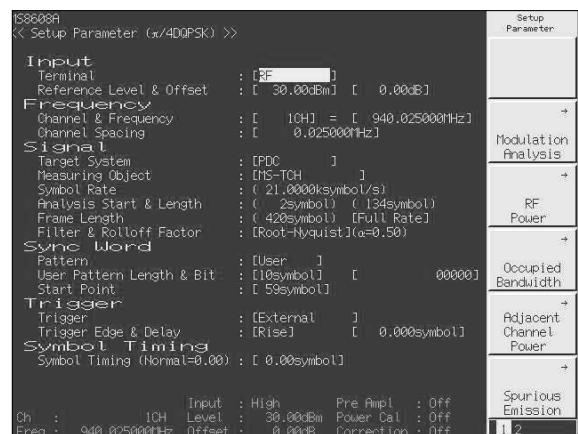 MS8608A
<< Setup Parameter (π/4DQPSK) >>
Input
Terminal : [RF ]
Reference Level & Offset : [ 30.00dBm] [ 0.00dB]
Frequency
Channel & Frequency : [ 1CH] = [ 940.025000MHz]
Channel Spacing : [ 0.025000MHz]
Signal
Target System : [PDC ]
Measuring Object : [MS-TCH ]
Symbol Rate : ( 21.0000ksymbol/s)
Analysis Start & Length : ( 2symbol) ( 134symbol)
Frame Length : ( 420symbol) [Full Rate]
Filter & Rolloff Factor : [Root-Nyquist](α=0.50)
Sync Word
Pattern : [User ]
User Pattern Length & Bit : [10symbol] [ 00000]
Start Point : [ 59symbol]
Trigger
Trigger : [External ]
Trigger Edge & Delay : [Rise] [ 0.000symbol]
Symbol Timing
Symbol Timing (Normal=0.00) : [ 0.00symbol]
Input : High Pre Ampl : Off
Ch : 1CH Level : 30.00dBm Power Cal : Off
Freq : 940.025000MHz Offset : 0.00dB Correction : Off
Setup
Parameter
→
Modulation
Analysis
→
RF
Power
→
Occupied
Bandwidth
→
Adjacent
Channel
Power
→
Spurious
Emission
1 2